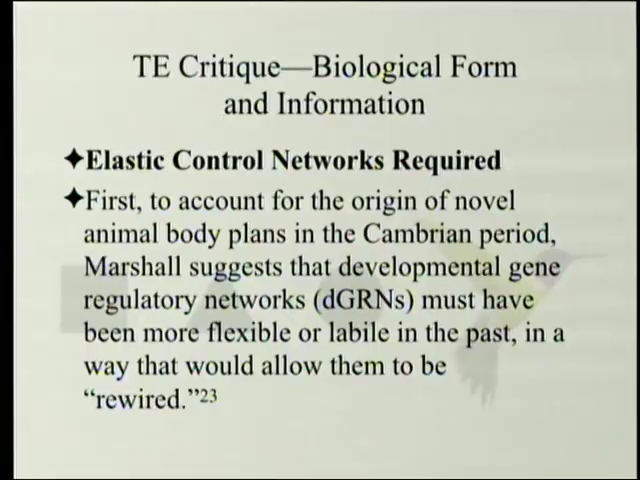 TE Critique—Biological Form
and Information
✦Elastic Control Networks Required
✦First, to account for the origin of novel
animal body plans in the Cambrian period,
Marshall suggests that developmental gene
regulatory networks (dGRNs) must have
been more flexible or labile in the past, in a
way that would allow them to be
“rewired.”23